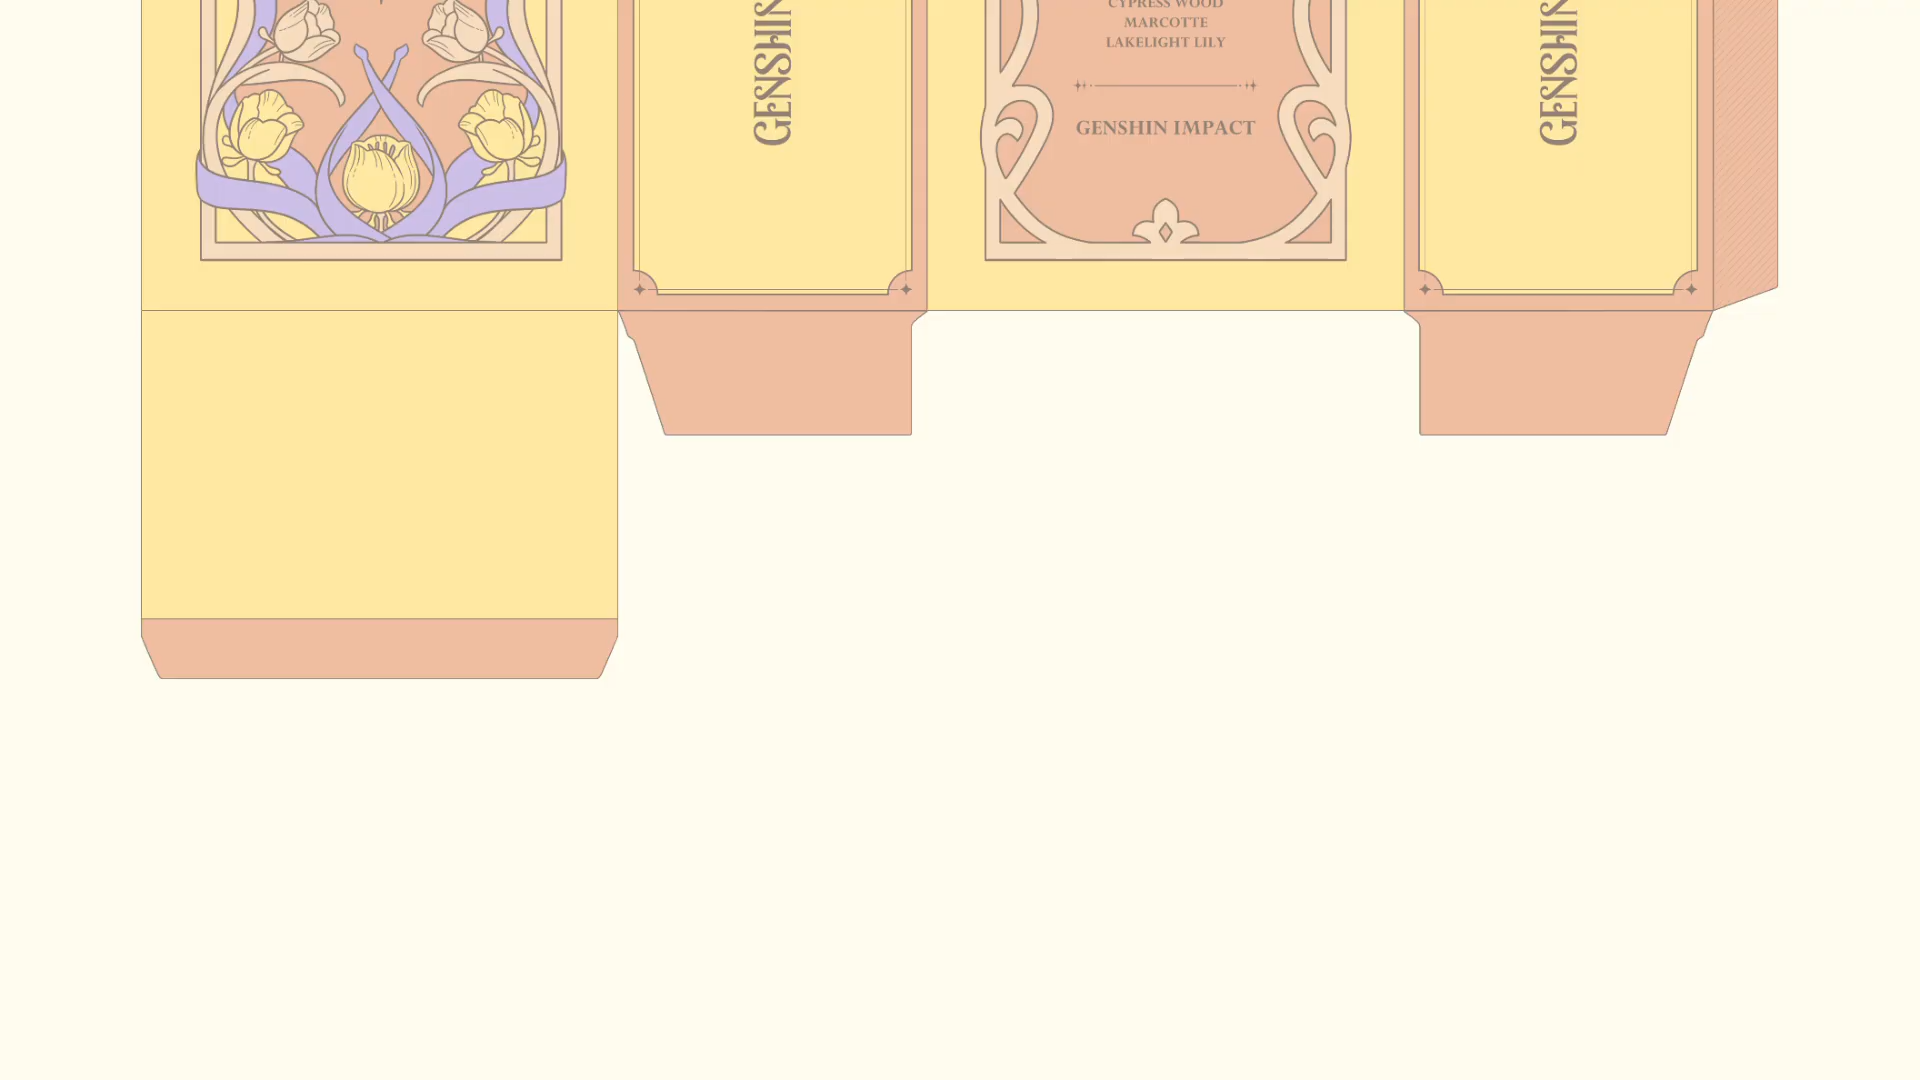 GENSHIN
CYPRESS WOOD
MARCOTTE
LAKELIGHT LILY
GENSHIN IMPACT
GENSHIN